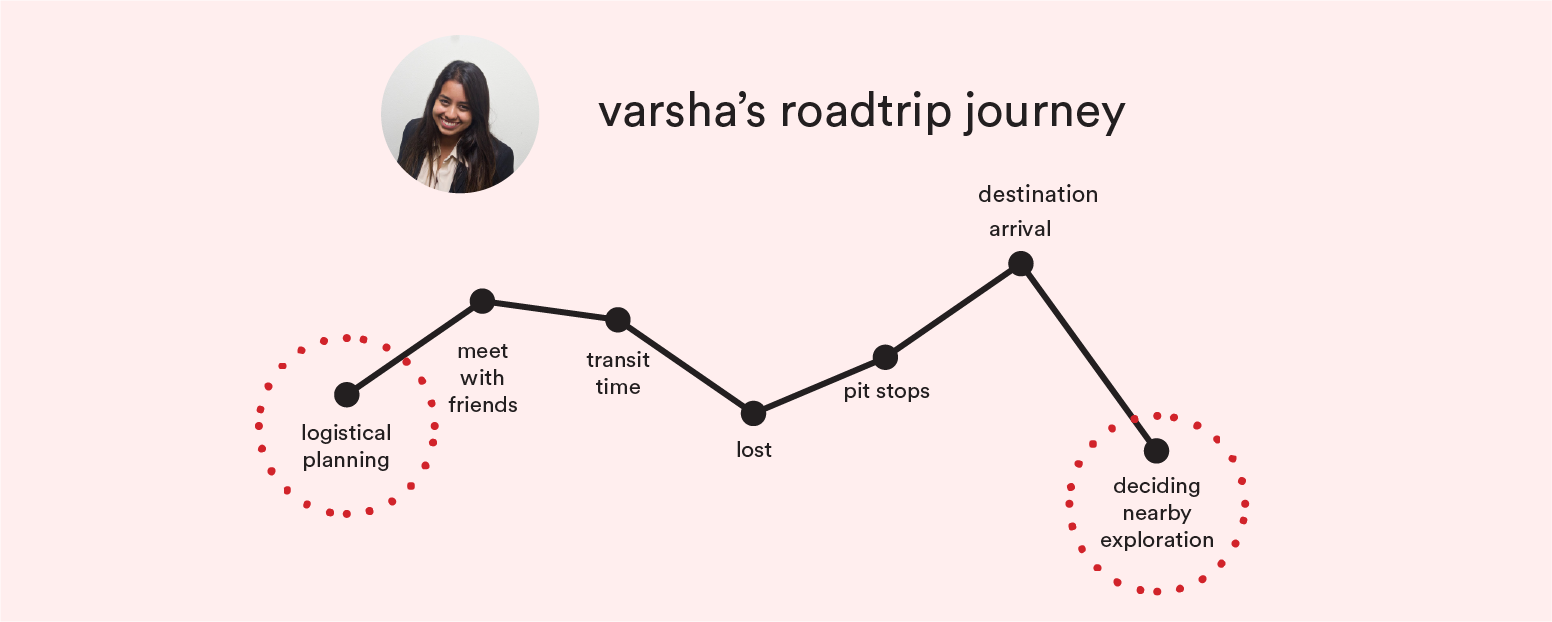 varsha’s roadtrip journey
destination
arrival
meet
with
friends
transit
time
pit stops
logistical
planning
lost
deciding
nearby
exploration